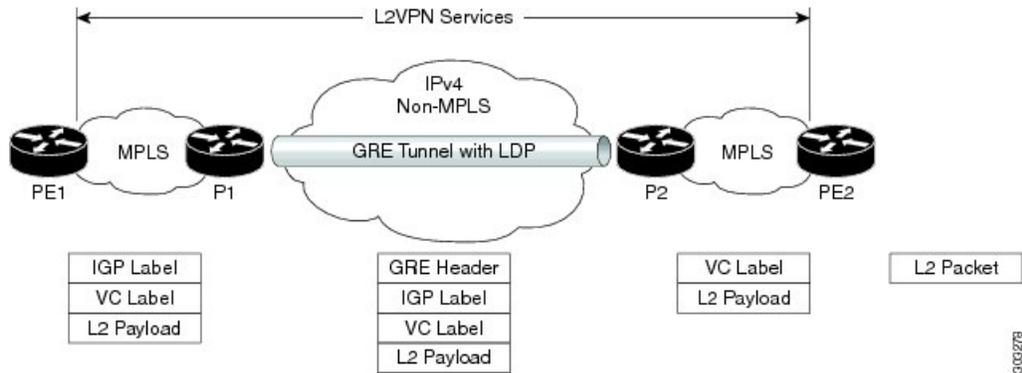 L2VPN Services
IPv4
Non-MPLS
MPLS
GRE Tunnel with LDP
MPLS
PE1
P1
P2
PE2
IGP Label
VC Label
L2 Payload
GRE Header
IGP Label
VC Label
L2 Payload
VC Label
L2 Payload
L2 Packet
303278